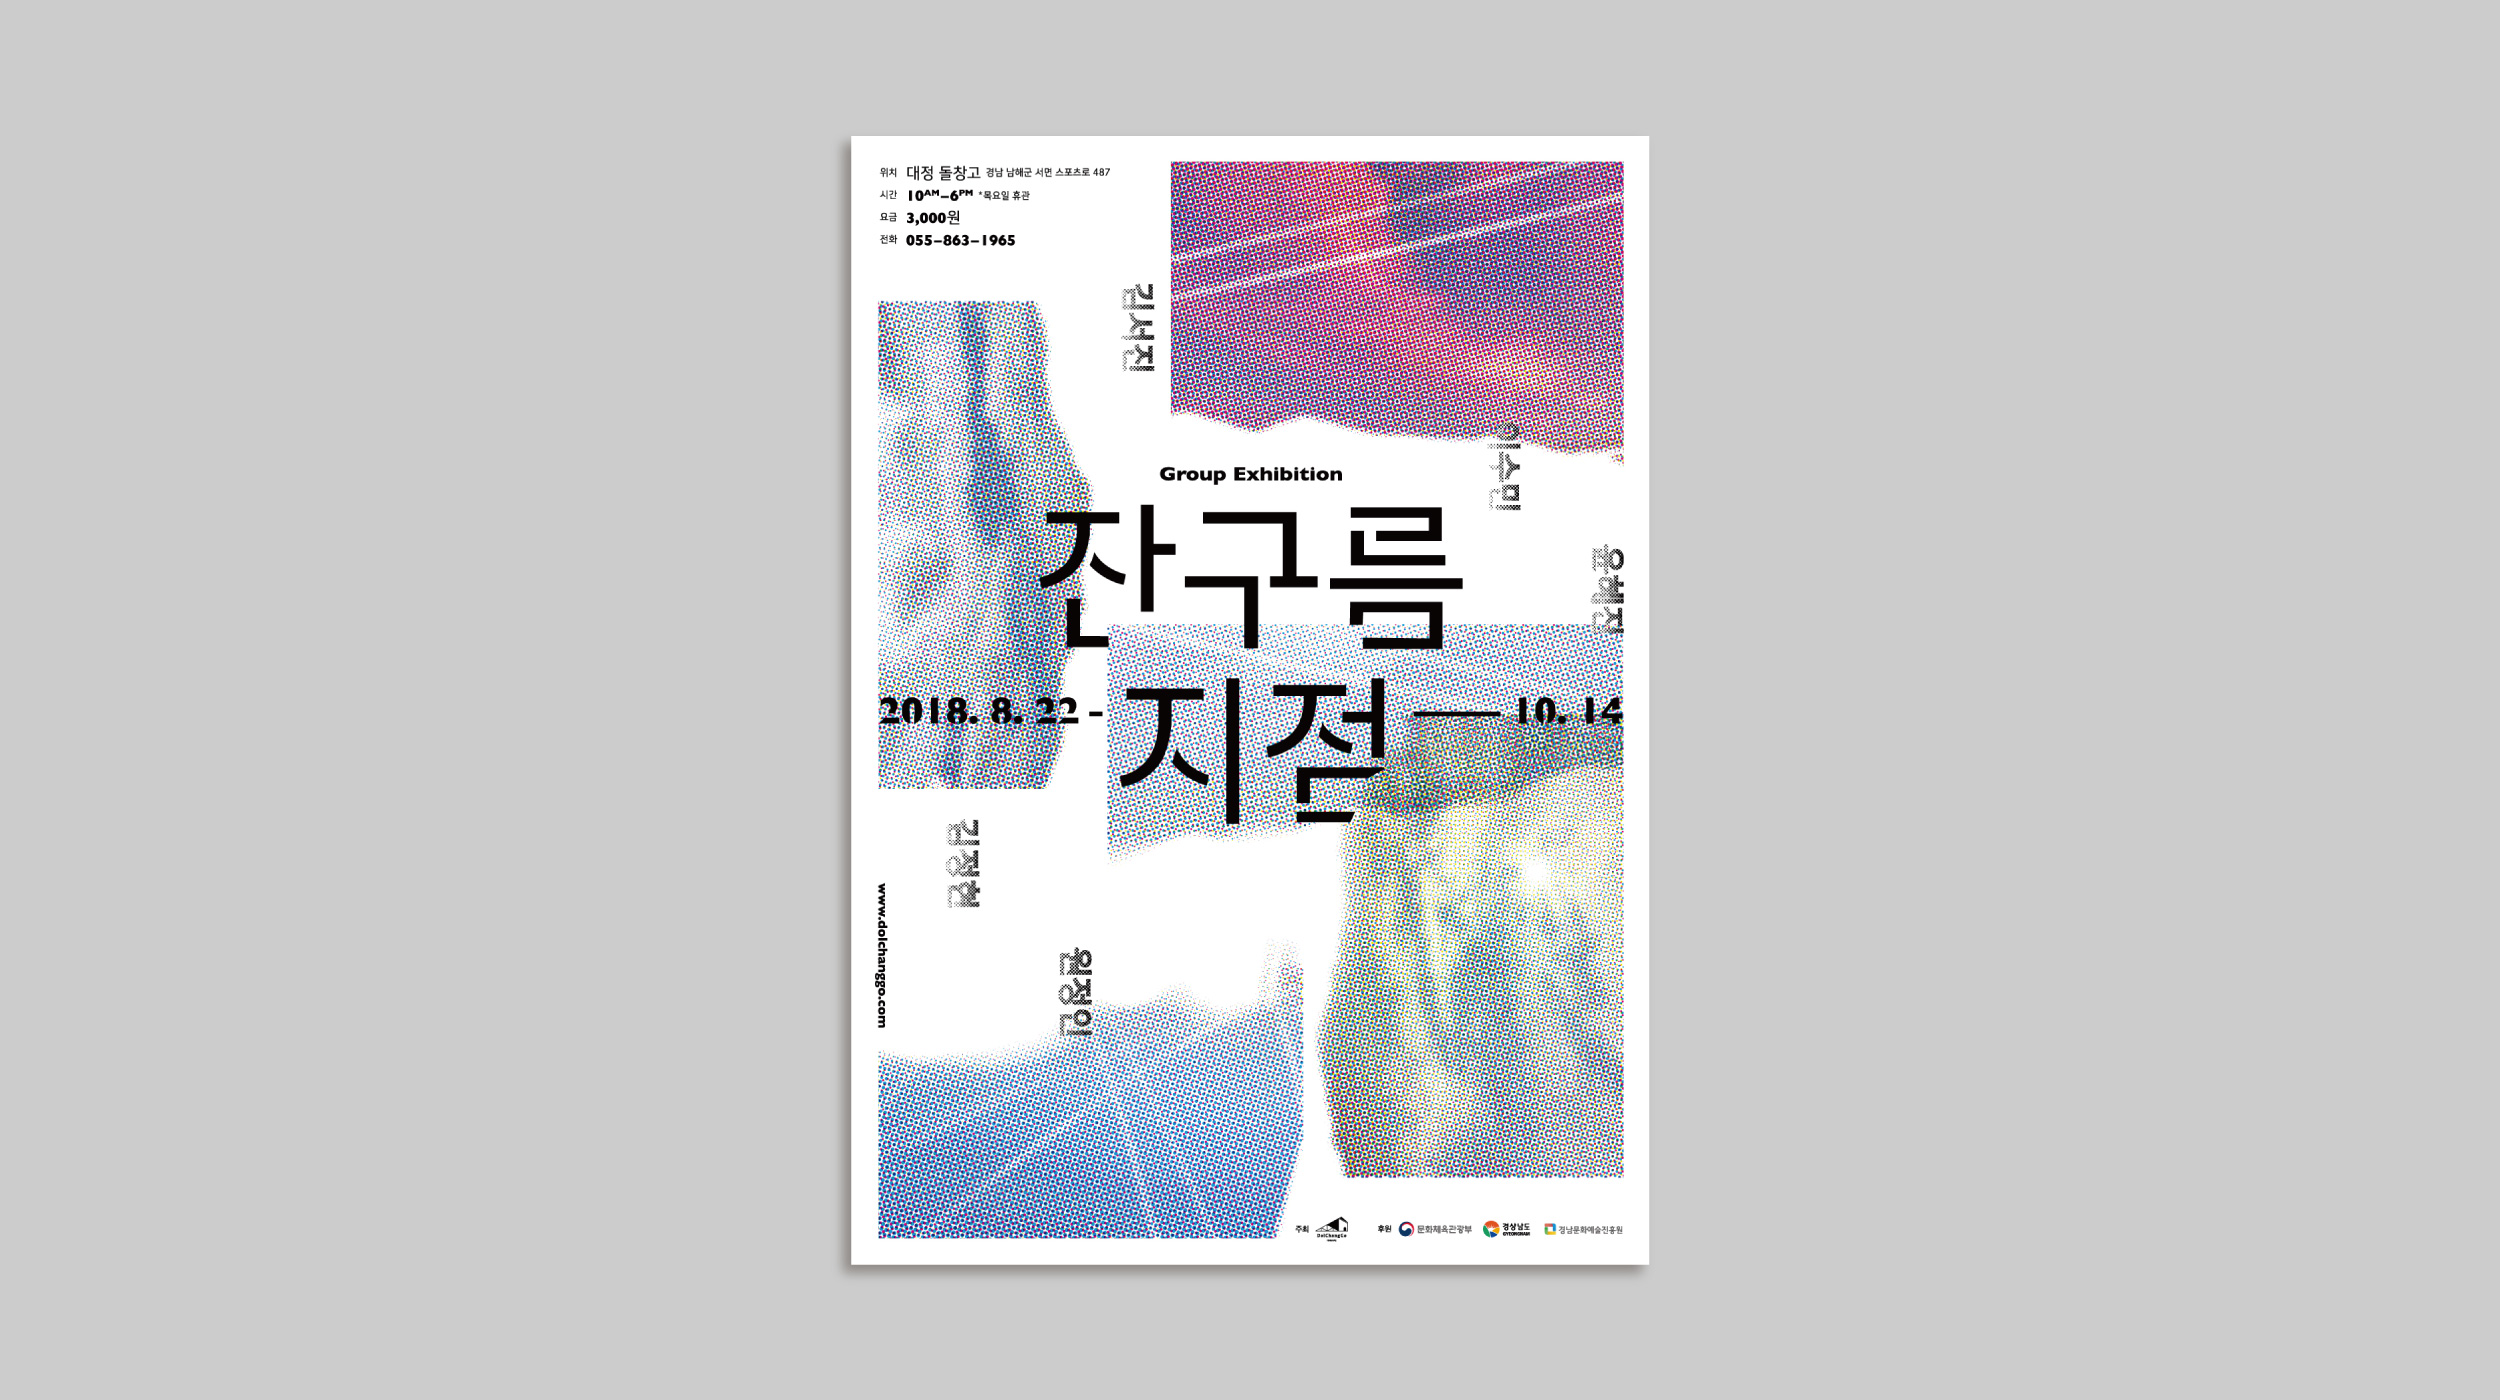 위치 대정 돌창고 경남 남해군 서면 스포츠로 487
시간 10AM–6PM *목요일 휴관
요금 3,000원
전화 055–863–1965
김서진
이수민
Group Exhibition
잔구름
윤혜진
지점
2018. 8. 22 - 10. 14
김정현
www.dolchanggo.com
원정인
주최 DolChangGo
후원 문화체육관광부 경상남도 GYEONGNAM 경남문화예술진흥원